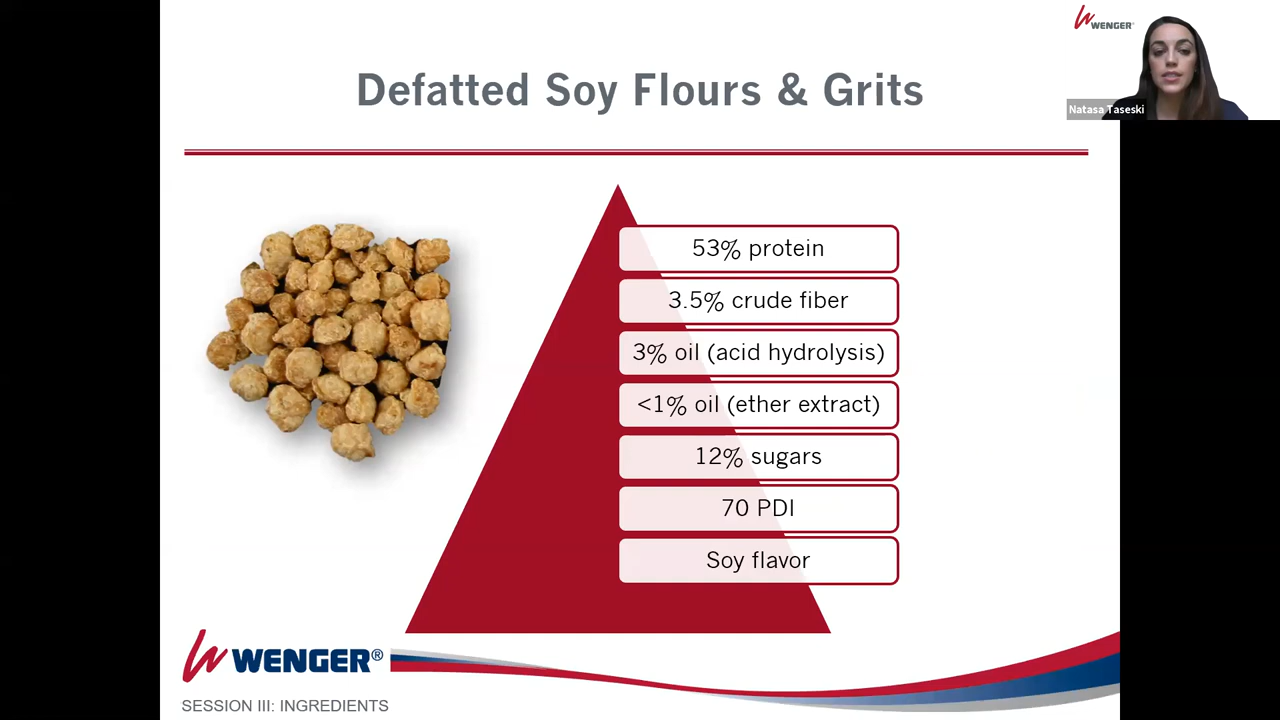 WENGER®
Natasa Taseski
Defatted Soy Flours & Grits
53% protein
3.5% crude fiber
3% oil (acid hydrolysis)
<1% oil (ether extract)
12% sugars
70 PDI
Soy flavor
WENGER®
SESSION III: INGREDIENTS